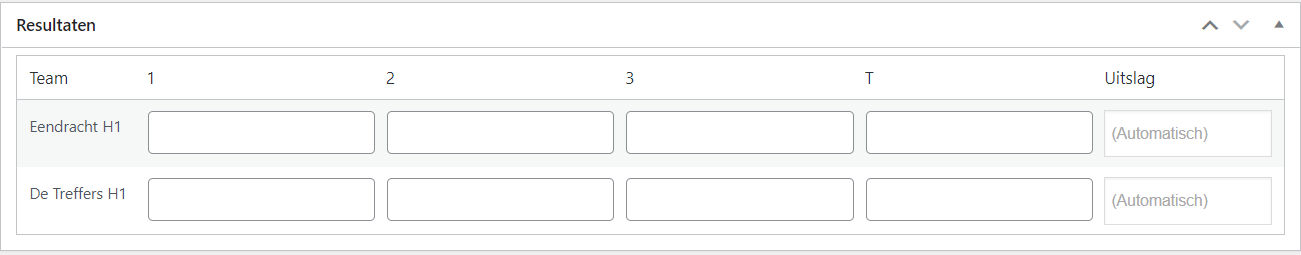 Resultaten
Team 1 2 3 T Uitslag
Eendracht H1 (Automatisch)
De Treffers H1 (Automatisch)